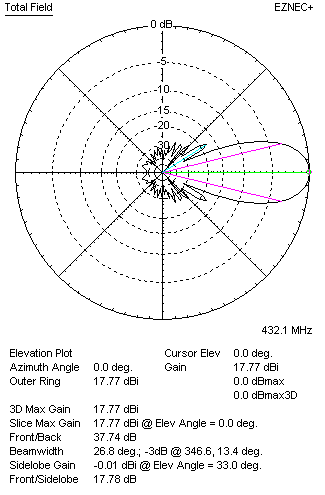 Total Field EZNEC+
0 dB
-5
-10
-15
-20
-30
432.1 MHz
Elevation Plot Cursor Elev 0.0 deg.
Azimuth Angle 0.0 deg. Gain 17.77 dBi
Outer Ring 17.77 dBi 0.0 dBmax
0.0 dBmax3D
3D Max Gain 17.77 dBi
Slice Max Gain 17.77 dBi @ Elev Angle = 0.0 deg.
Front/Back 37.74 dB
Beamwidth 26.8 deg.; -3dB @ 346.6, 13.4 deg.
Sidelobe Gain -0.01 dBi @ Elev Angle = 33.0 deg.
Front/Sidelobe 17.78 dB